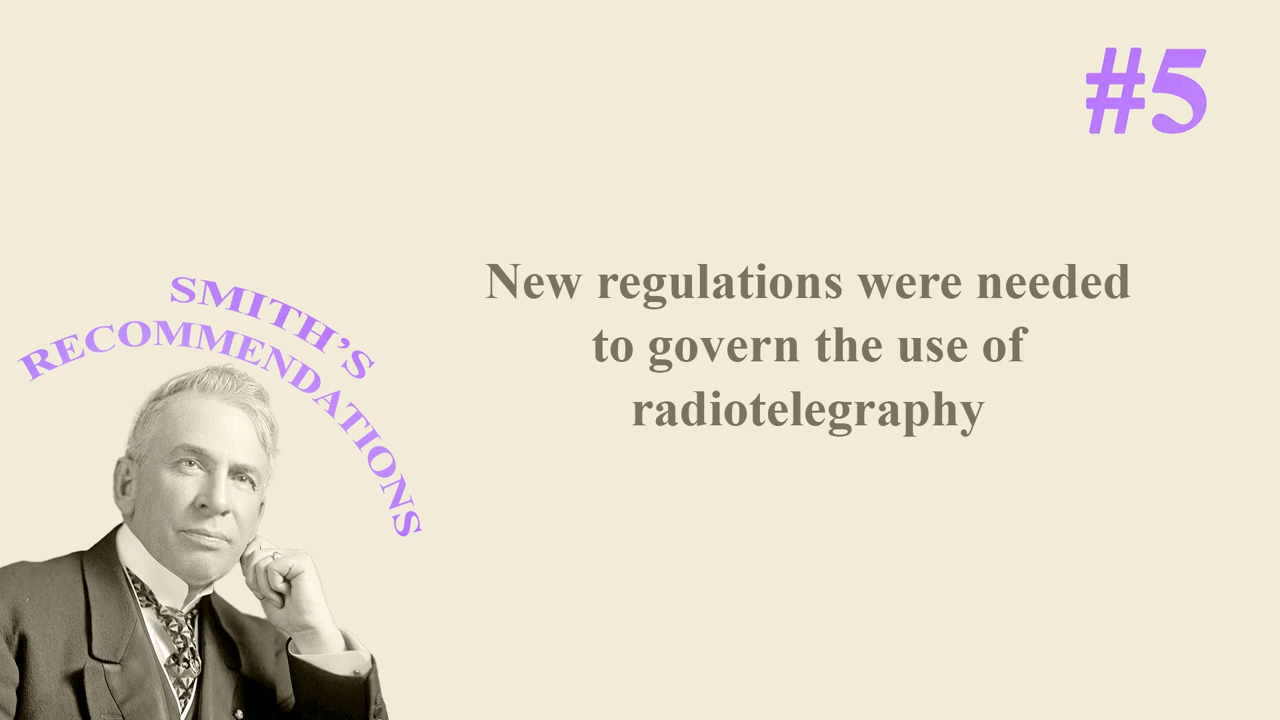 #5
SMITH’S
RECOMMENDATIONS
New regulations were needed
to govern the use of
radiotelegraphy